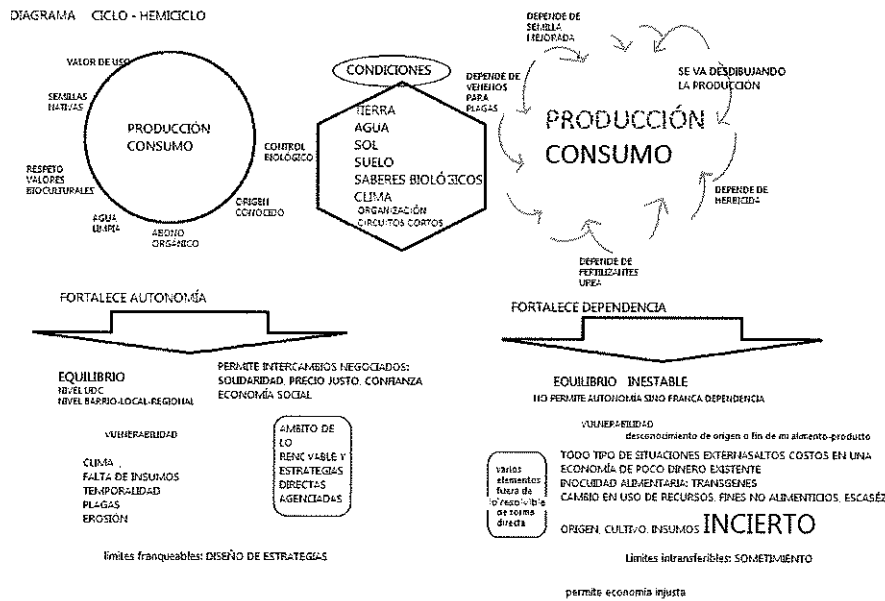 DIAGRAMA CICLO - HEMICICLO
VALOR DE USO
SEMILLAS
NATIVAS
RESPETO
VALORES
BIOCULTURALES
AGUA
LIMPIA
ABONO
ORGÁNICO
ORIGEN
CONOCIDO
CONTROL
BIOLÓGICO
PRODUCCIÓN
CONSUMO
CONDICIONES
TIERRA
AGUA
SOL
SUELO
SABERES BIOLÓGICOS
CLIMA
ORGANIZACIÓN
CIRCUITOS CORTOS
DEPENDE DE
SEMILLA
MEJORADA
DEPENDE DE
VENENOS
PARA
PLAGAS
SE VA DESDIBUJANDO
LA PRODUCCIÓN
PRODUCCIÓN
CONSUMO
DEPENDE DE
HERBICIDA
DEPENDE DE
FERTILIZANTES
UREA
FORTALECE AUTONOMÍA
EQUILIBRIO
NIVEL UDC
NIVEL BARRIO-LOCAL-REGIONAL
PERMITE INTERCAMBIOS NEGOCIADOS:
SOLIDARIDAD, PRECIO JUSTO, CONFIANZA
ECONOMÍA SOCIAL
VULNERABILIDAD
CLIMA
FALTA DE INSUMOS
TEMPORALIDAD
PLAGAS
EROSIÓN
AMBITO DE
LO
RENOVABLE Y
ESTRATEGIAS
DIRECTAS
AGENCIADAS
límites franqueables: DISEÑO DE ESTRATEGIAS
FORTALECE DEPENDENCIA
EQUILIBRIO INESTABLE
NO PERMITE AUTONOMÍA SINO FRANCA DEPENDENCIA
VULNERABILIDAD
desconocimiento de origen o fin de mi alimento-producto
varios
elementos
fuera de
lo resolvible
de forma
directa
TODO TIPO DE SITUACIONES EXTERNASALTOS COSTOS EN UNA
ECONOMÍA DE POCO DINERO EXISTENTE
INOCUIDAD ALIMENTARIA: TRANSGENES
CAMBIO EN USO DE RECURSOS, FINES NO ALIMENTICIOS, ESCASÉZ
ORIGEN, CULTIVO, INSUMOS INCIERTO
Limites intransferibles: SOMETIMIENTO
permite economía injusta